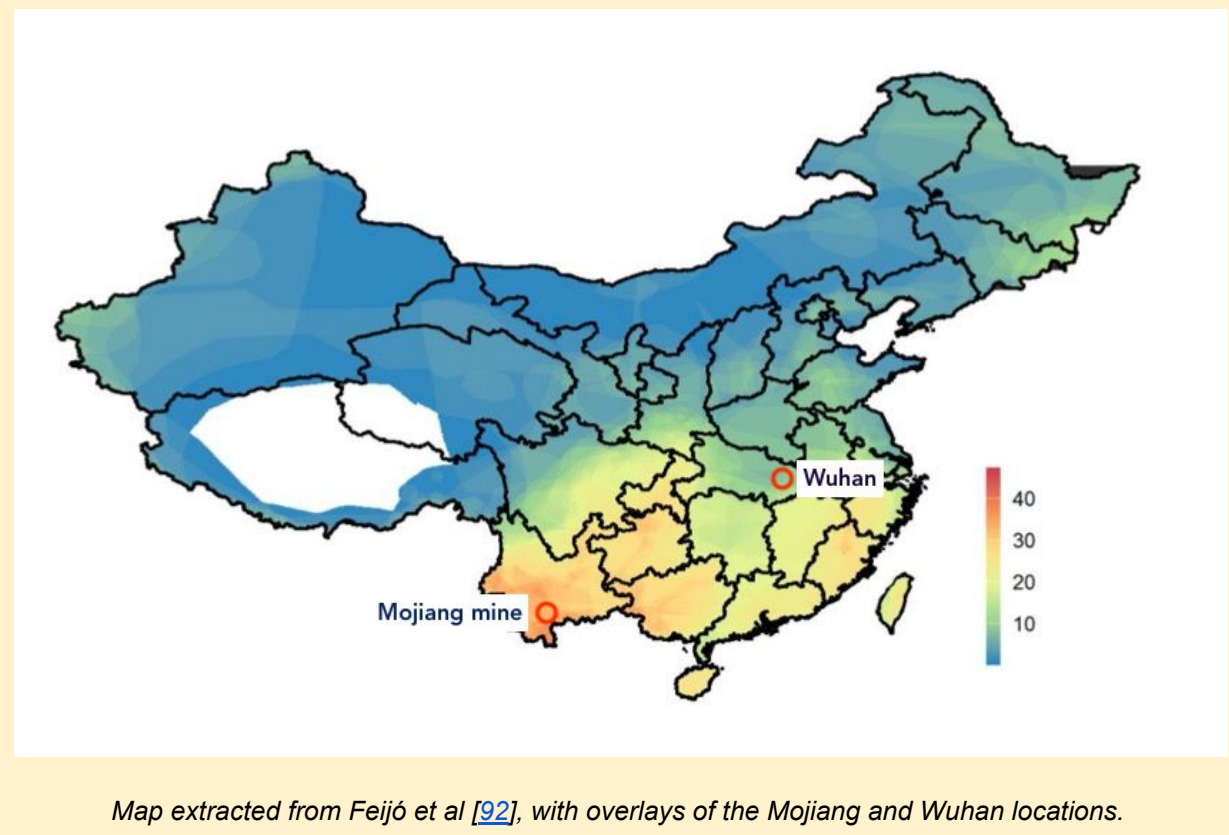 Wuhan
Mojiang mine
40
30
20
10
Map extracted from Feijó et al [92], with overlays of the Mojiang and Wuhan locations.